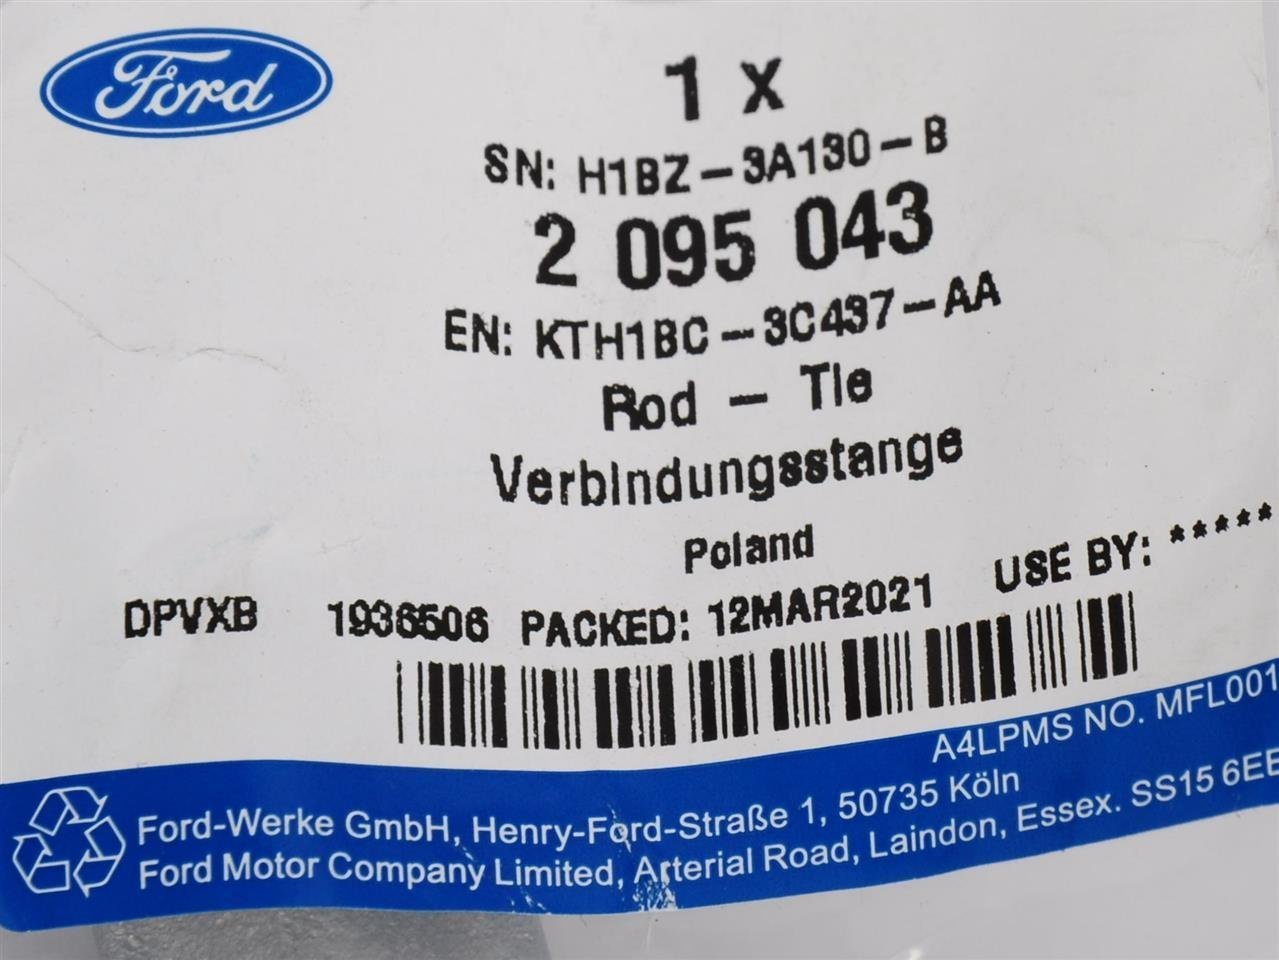 Ford
1 x
SN: H1BZ-3A130-B
2 095 043
EN: KTH1BC-3C437-AA
Rod - Tie
Verbindungsstange
Poland
DPVXB 1936506 PACKED: 12MAR2021 USE BY: *****
A4LPMS NO. MFL001
Ford-Werke GmbH, Henry-Ford-Straße 1, 50735 Köln
Ford Motor Company Limited, Arterial Road, Laindon, Essex. SS15 6EE